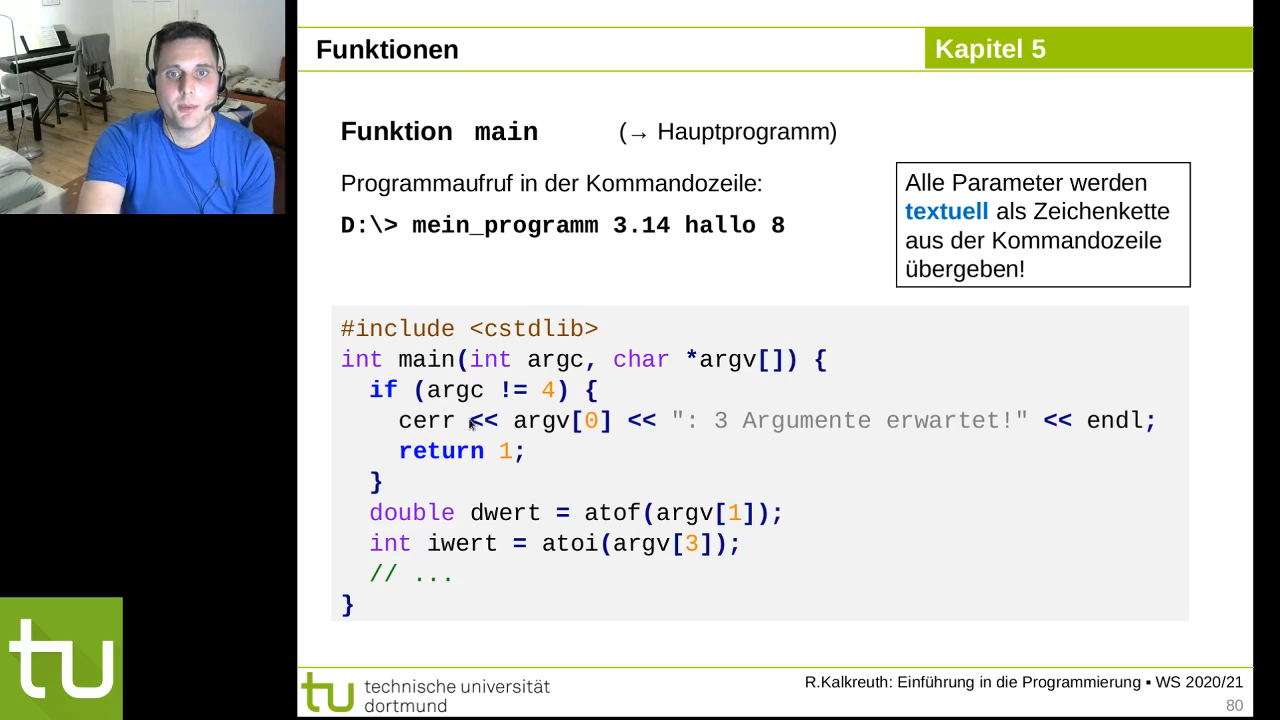 Funktionen
Kapitel 5
Funktion main (→ Hauptprogramm)
Programmaufruf in der Kommandozeile:
D:\> mein_programm 3.14 hallo 8
Alle Parameter werden
textuell als Zeichenkette
aus der Kommandozeile
übergeben!
#include <cstdlib>
int main(int argc, char *argv[]) {
  if (argc != 4) {
    cerr << argv[0] << ": 3 Argumente erwartet!" << endl;
    return 1;
  }
  double dwert = atof(argv[1]);
  int iwert = atoi(argv[3]);
  // ...
}
tu
tu technische universität
dortmund
R.Kalkreuth: Einführung in die Programmierung ▪ WS 2020/21
80